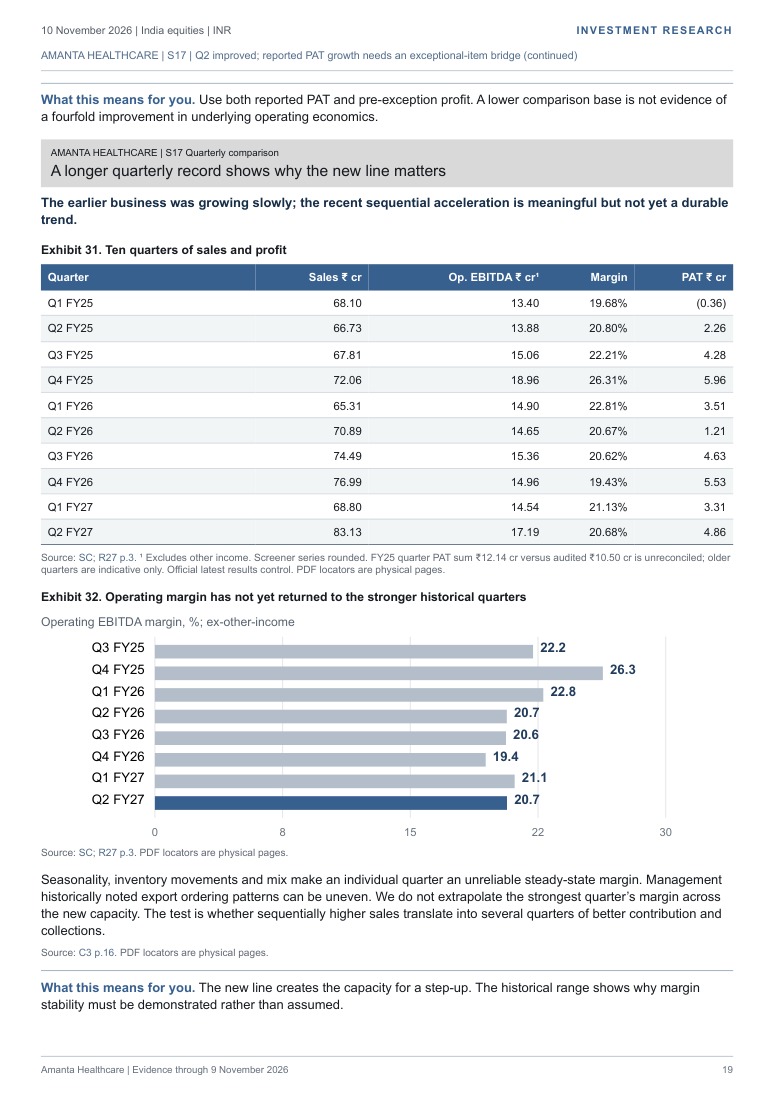 10 November 2026 | India equities | INR
INVESTMENT RESEARCH
AMANTA HEALTHCARE | S17 | Q2 improved; reported PAT growth needs an exceptional-item bridge (continued)
What this means for you. Use both reported PAT and pre-exception profit. A lower comparison base is not evidence of
a fourfold improvement in underlying operating economics.
AMANTA HEALTHCARE | S17 Quarterly comparison
A longer quarterly record shows why the new line matters
The earlier business was growing slowly; the recent sequential acceleration is meaningful but not yet a durable
trend.
Exhibit 31. Ten quarters of sales and profit
Quarter Sales ₹ cr Op. EBITDA ₹ cr¹ Margin PAT ₹ cr
Q1 FY25 68.10 13.40 19.68% (0.36)
Q2 FY25 66.73 13.88 20.80% 2.26
Q3 FY25 67.81 15.06 22.21% 4.28
Q4 FY25 72.06 18.96 26.31% 5.96
Q1 FY26 65.31 14.90 22.81% 3.51
Q2 FY26 70.89 14.65 20.67% 1.21
Q3 FY26 74.49 15.36 20.62% 4.63
Q4 FY26 76.99 14.96 19.43% 5.53
Q1 FY27 68.80 14.54 21.13% 3.31
Q2 FY27 83.13 17.19 20.68% 4.86
Source: SC; R27 p.3. ¹ Excludes other income. Screener series rounded. FY25 quarter PAT sum ₹12.14 cr versus audited ₹10.50 cr is unreconciled; older
quarters are indicative only. Official latest results control. PDF locators are physical pages.
Exhibit 32. Operating margin has not yet returned to the stronger historical quarters
Operating EBITDA margin, %; ex-other-income
Q3 FY25 22.2
Q4 FY25 26.3
Q1 FY26 22.8
Q2 FY26 20.7
Q3 FY26 20.6
Q4 FY26 19.4
Q1 FY27 21.1
Q2 FY27 20.7
0 8 15 22 30
Source: SC; R27 p.3. PDF locators are physical pages.
Seasonality, inventory movements and mix make an individual quarter an unreliable steady-state margin. Management
historically noted export ordering patterns can be uneven. We do not extrapolate the strongest quarter’s margin across
the new capacity. The test is whether sequentially higher sales translate into several quarters of better contribution and
collections.
Source: C3 p.16. PDF locators are physical pages.
What this means for you. The new line creates the capacity for a step-up. The historical range shows why margin
stability must be demonstrated rather than assumed.
Amanta Healthcare | Evidence through 9 November 2026
19